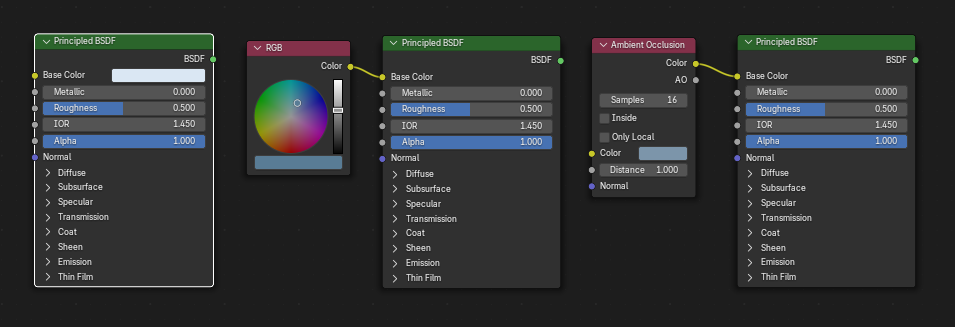 Principled BSDF
BSDF
Base Color
Metallic 0.000
Roughness 0.500
IOR 1.450
Alpha 1.000
Normal
Diffuse
Subsurface
Specular
Transmission
Coat
Sheen
Emission
Thin Film
RGB
Color
Principled BSDF
BSDF
Base Color
Metallic 0.000
Roughness 0.500
IOR 1.450
Alpha 1.000
Normal
Diffuse
Subsurface
Specular
Transmission
Coat
Sheen
Emission
Thin Film
Ambient Occlusion
Color
AO
Samples 16
Inside
Only Local
Color
Distance 1.000
Normal
Principled BSDF
BSDF
Base Color
Metallic 0.000
Roughness 0.500
IOR 1.450
Alpha 1.000
Normal
Diffuse
Subsurface
Specular
Transmission
Coat
Sheen
Emission
Thin Film